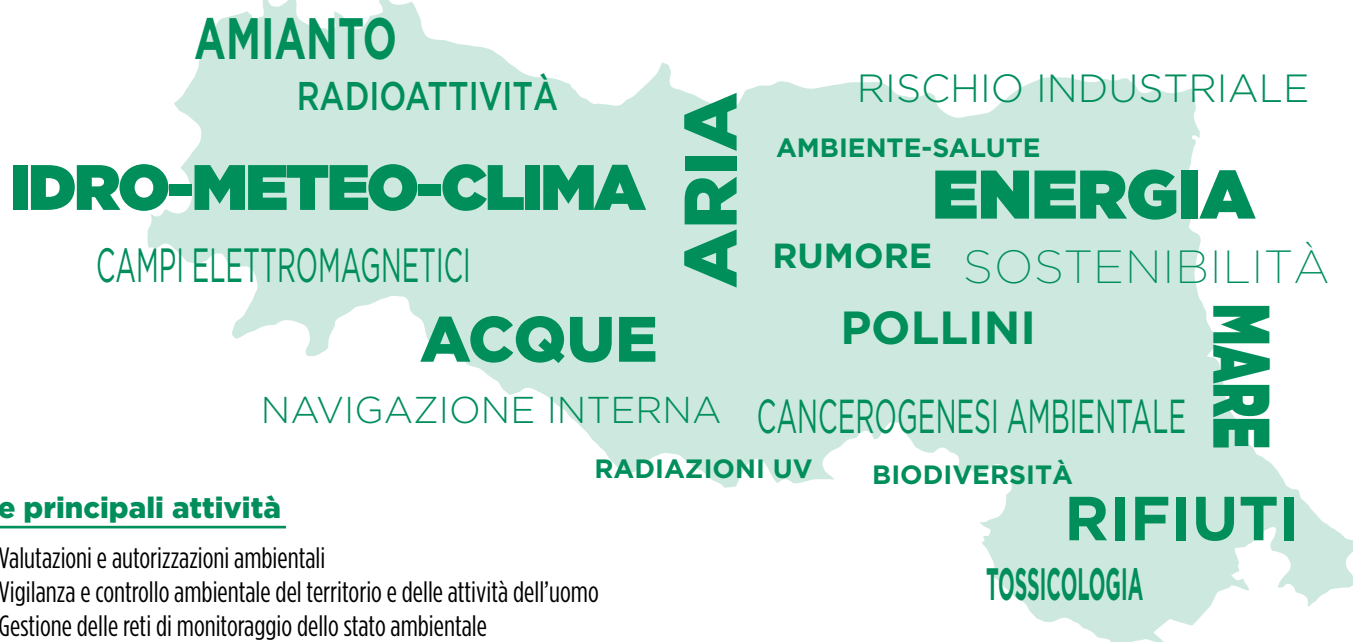 AMIANTO
RADIOATTIVITÀ
ARIA
RISCHIO INDUSTRIALE
AMBIENTE-SALUTE
IDRO-METEO-CLIMA
ENERGIA
CAMPI ELETTROMAGNETICI
RUMORE
SOSTENIBILITÀ
ACQUE
POLLINI
MARE
NAVIGAZIONE INTERNA
CANCEROGENESI AMBIENTALE
RADIAZIONI UV
BIODIVERSITÀ
RIFIUTI
TOSSICOLOGIA
e principali attività
Valutazioni e autorizzazioni ambientali
Vigilanza e controllo ambientale del territorio e delle attività dell'uomo
Gestione delle reti di monitoraggio dello stato ambientale